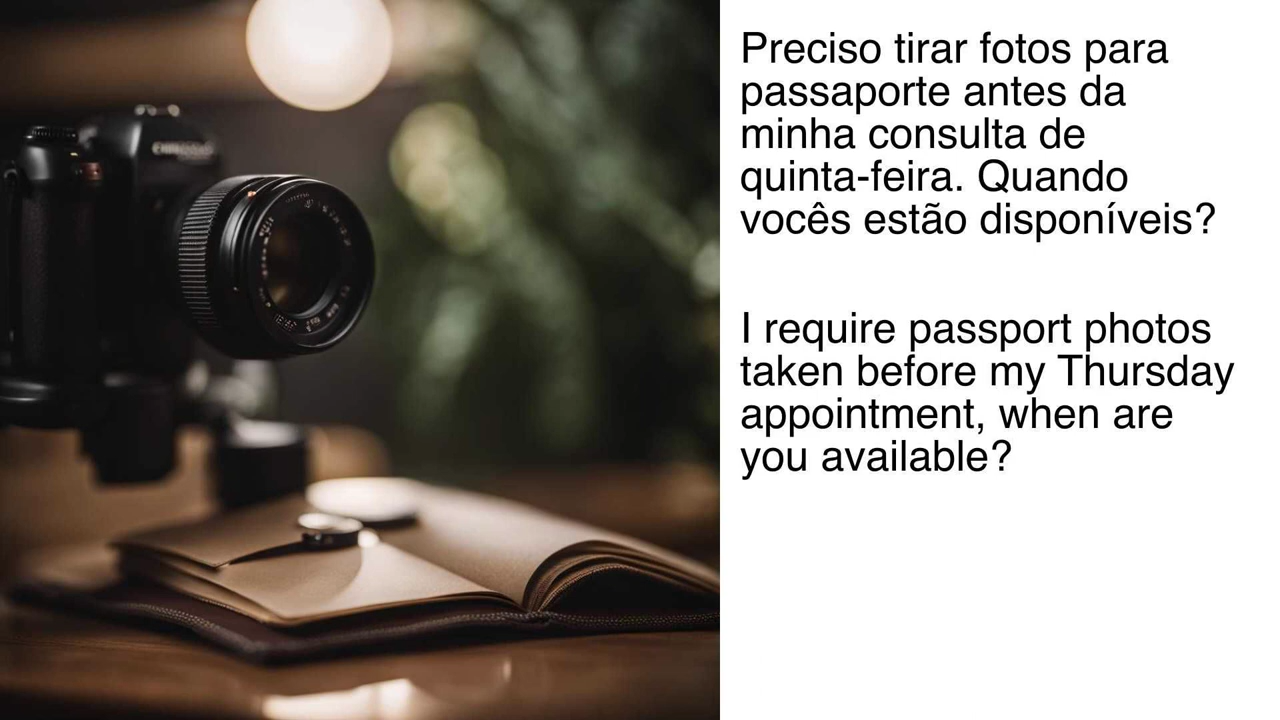 Preciso tirar fotos para
passaporte antes da
minha consulta de
quinta-feira. Quando
vocês estão disponíveis?
I require passport photos
taken before my Thursday
appointment, when are
you available?